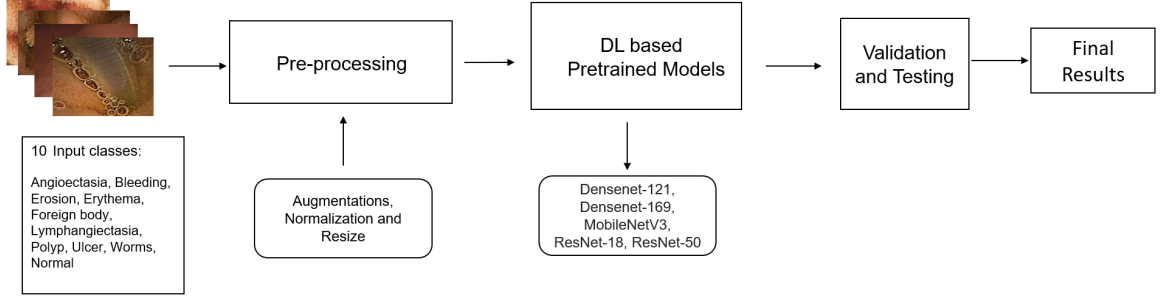 Pre-processing
DL based
Pretrained Models
Validation
and Testing
Final
Results
10 Input classes:
Angioectasia, Bleeding,
Erosion, Erythema,
Foreign body,
Lymphangiectasia,
Polyp, Ulcer, Worms,
Normal
Augmentations,
Normalization and
Resize
Densenet-121,
Densenet-169,
MobileNetV3,
ResNet-18, ResNet-50